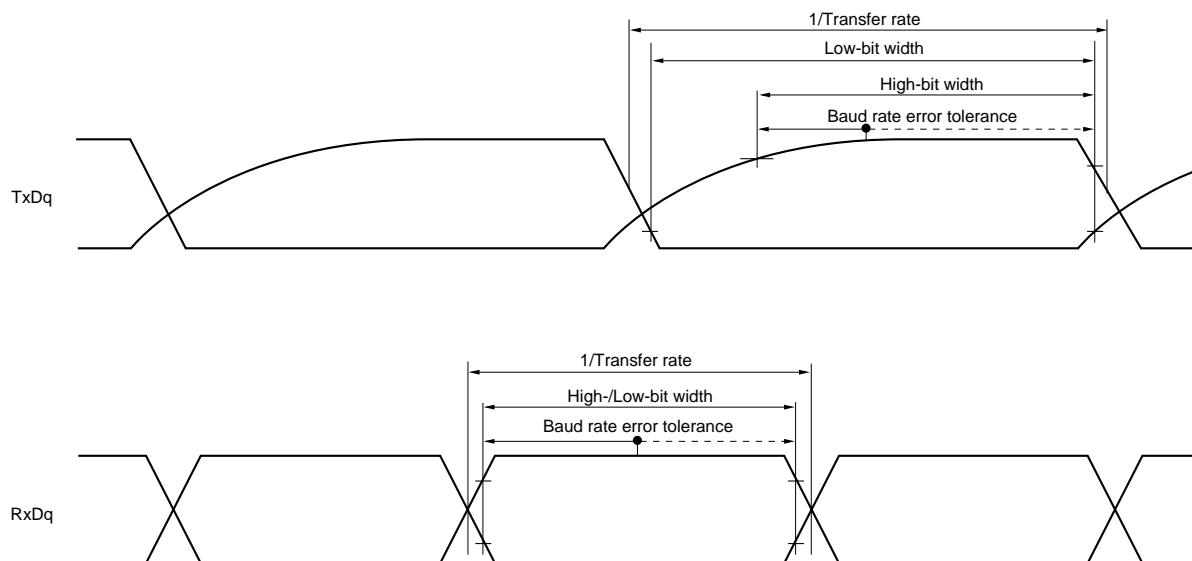 1/Transfer rate
Low-bit width
High-bit width
Baud rate error tolerance
TxDq
1/Transfer rate
High-/Low-bit width
Baud rate error tolerance
RxDq